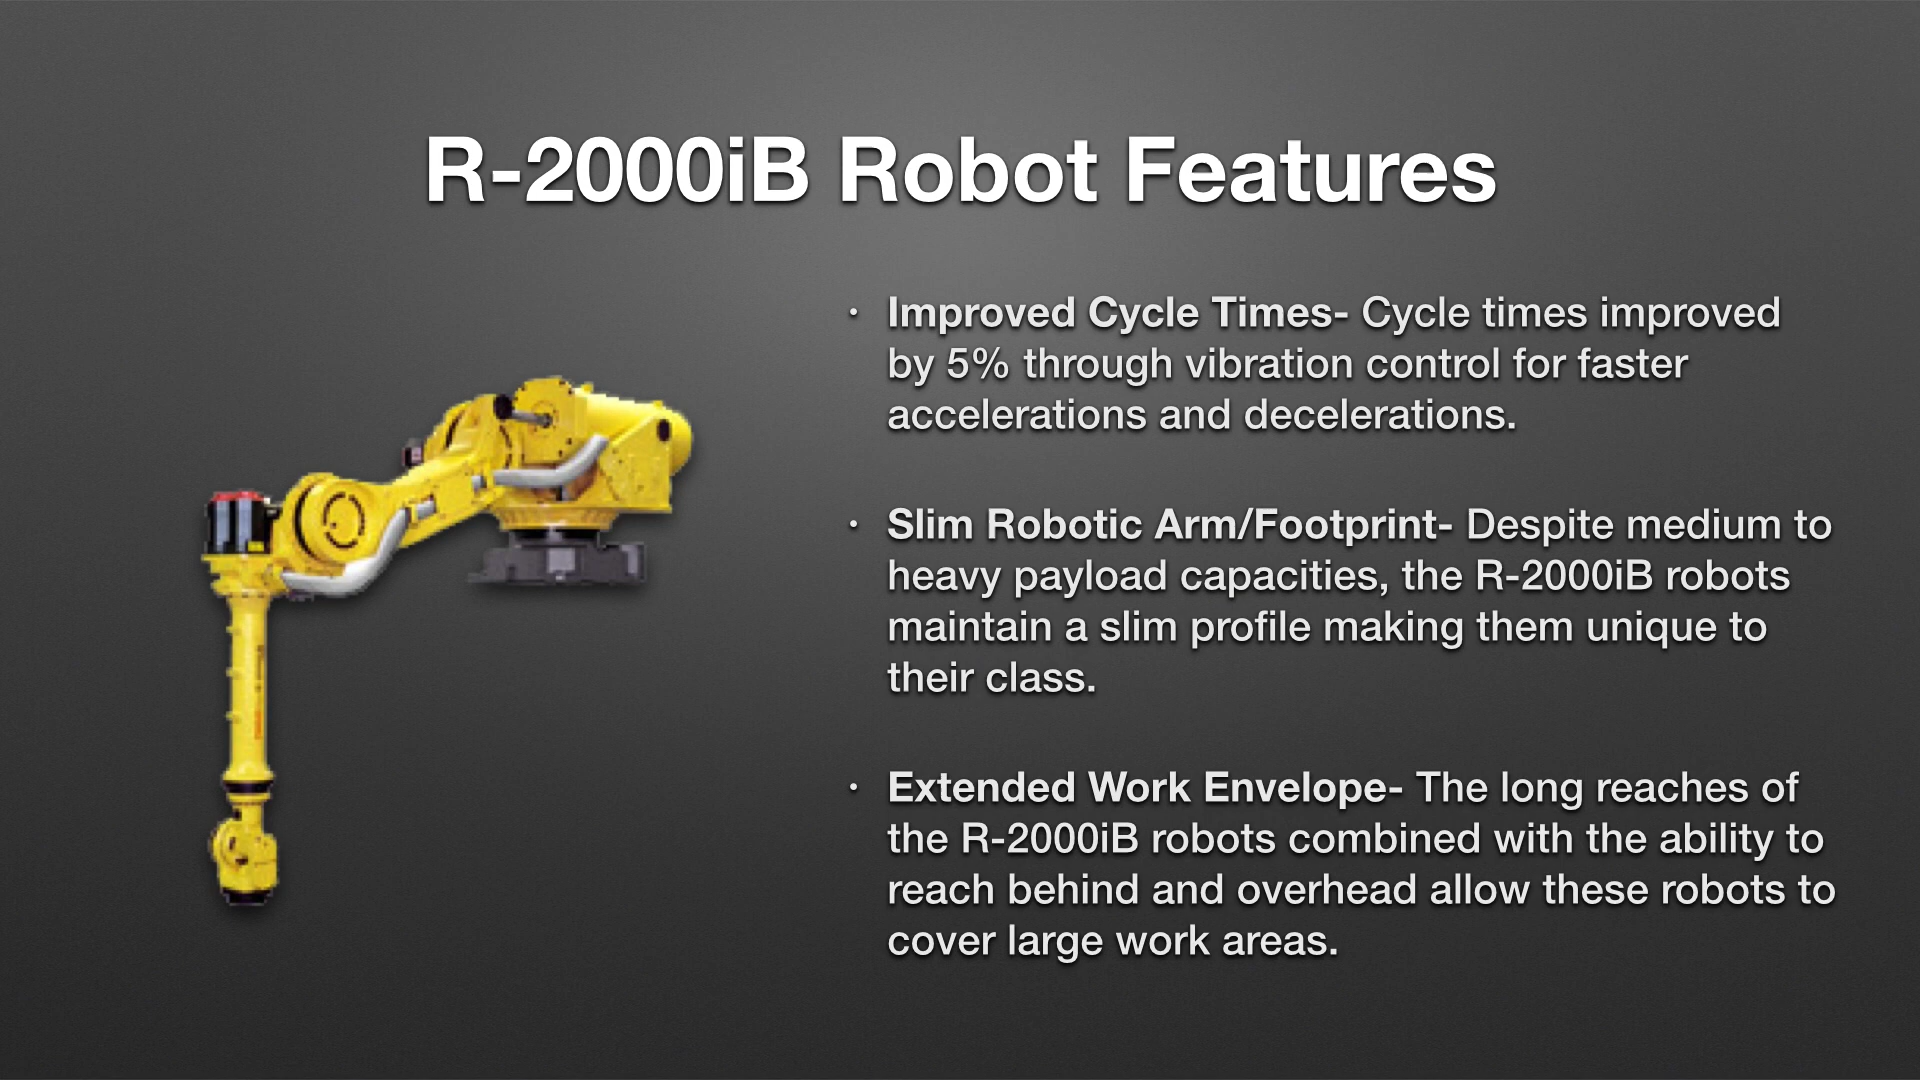 R-2000iB Robot Features
• Improved Cycle Times- Cycle times improved
by 5% through vibration control for faster
accelerations and decelerations.
• Slim Robotic Arm/Footprint- Despite medium to
heavy payload capacities, the R-2000iB robots
maintain a slim profile making them unique to
their class.
• Extended Work Envelope- The long reaches of
the R-2000iB robots combined with the ability to
reach behind and overhead allow these robots to
cover large work areas.